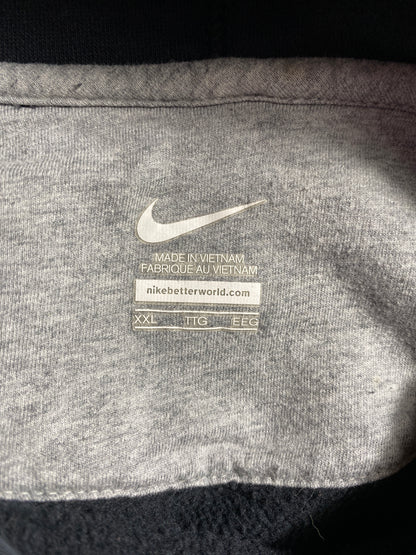 MADE IN VIETNAM
FABRIQUE AU VIETNAM
nikebetterworld.com
XXL TTG EEG